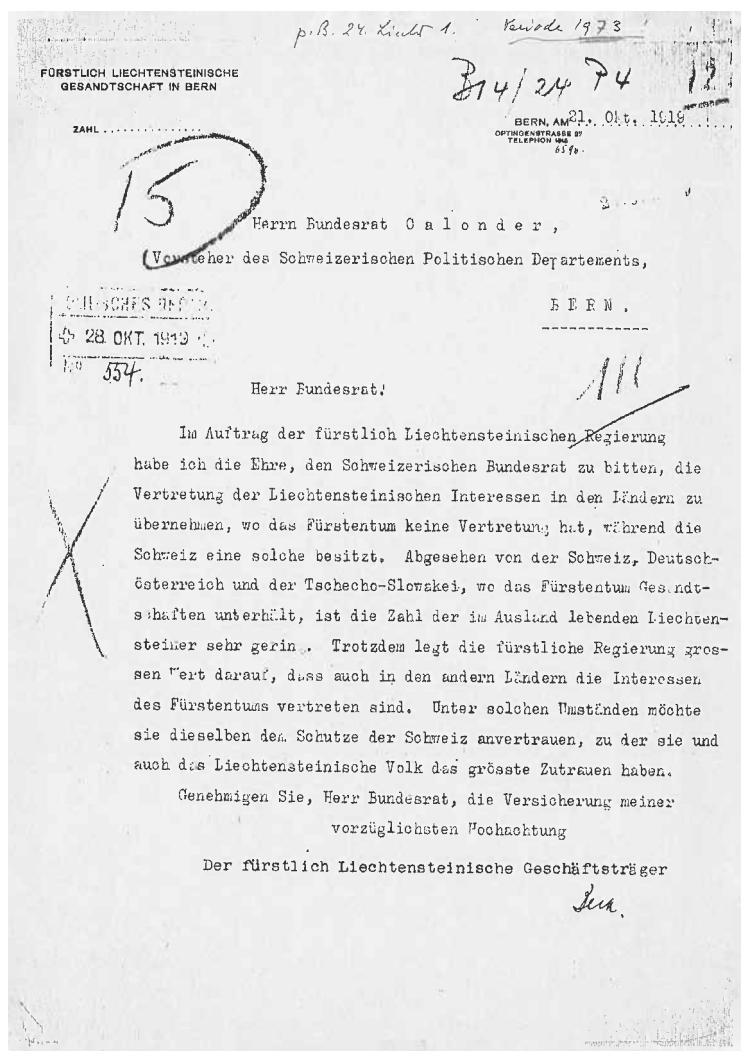 p. B. 24. Liecht 1. Periode 1973
FÜRSTLICH LIECHTENSTEINISCHE
GESANDTSCHAFT IN BERN
B14/24 P4
ZAHL ..............
BERN, AM 21. Okt. 1919
OPTINGENSTRASSE
TELEPHON
15
Herrn Bundesrat C a l o n d e r ,
Vorsteher des Schweizerischen Politischen Departements,
B E R N .
------------
28. OKT. 1919
No 554.
111
Herr Bundesrat!
Im Auftrag der fürstlich Liechtensteinischen Regierung
habe ich die Ehre, den Schweizerischen Bundesrat zu bitten, die
Vertretung der Liechtensteinischen Interessen in den Ländern zu
übernehmen, wo das Fürstentum keine Vertretung hat, während die
Schweiz eine solche besitzt. Abgesehen von der Schweiz, Deutsch-
österreich und der Tschecho-Slowakei, wo das Fürstentum Gesandt-
schaften unterhält, ist die Zahl der im Ausland lebenden Liechten-
steiner sehr gering. Trotzdem legt die fürstliche Regierung gros-
sen Wert darauf, dass auch in den andern Ländern die Interessen
des Fürstentums vertreten sind. Unter solchen Umständen möchte
sie dieselben dem Schutze der Schweiz anvertrauen, zu der sie und
auch das Liechtensteinische Volk das grösste Zutrauen haben.
Genehmigen Sie, Herr Bundesrat, die Versicherung meiner
vorzüglichsten Hochachtung
Der fürstlich Liechtensteinische Geschäftsträger
Beck.